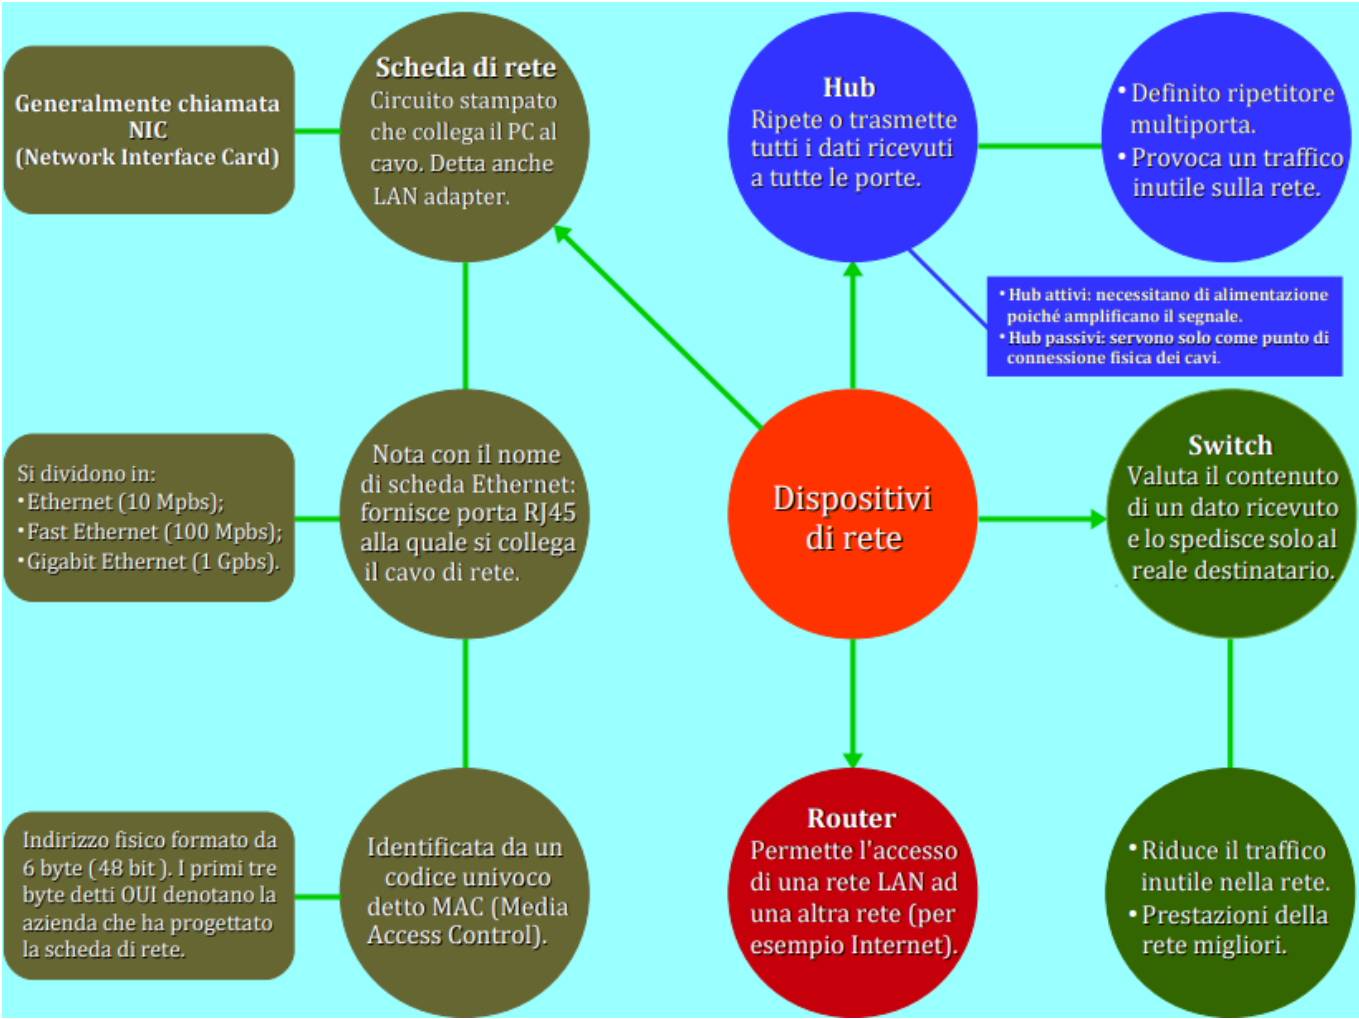 Generalmente chiamata
NIC
(Network Interface Card)
Scheda di rete
Circuito stampato
che collega il PC al
cavo. Detta anche
LAN adapter.
Hub
Ripete o trasmette
tutti i dati ricevuti
a tutte le porte.
• Definito ripetitore
multiporta.
• Provoca un traffico
inutile sulla rete.
• Hub attivi: necessitano di alimentazione
poiché amplificano il segnale.
• Hub passivi: servono solo come punto di
connessione fisica dei cavi.
Si dividono in:
• Ethernet (10 Mpbs);
• Fast Ethernet (100 Mpbs);
• Gigabit Ethernet (1 Gpbs).
Nota con il nome
di scheda Ethernet:
fornisce porta RJ45
alla quale si collega
il cavo di rete.
Dispositivi
di rete
Switch
Valuta il contenuto
di un dato ricevuto
e lo spedisce solo al
reale destinatario.
Indirizzo fisico formato da
6 byte (48 bit ). I primi tre
byte detti OUI denotano la
azienda che ha progettato
la scheda di rete.
Identificata da un
codice univoco
detto MAC (Media
Access Control).
Router
Permette l'accesso
di una rete LAN ad
una altra rete (per
esempio Internet).
• Riduce il traffico
inutile nella rete.
• Prestazioni della
rete migliori.